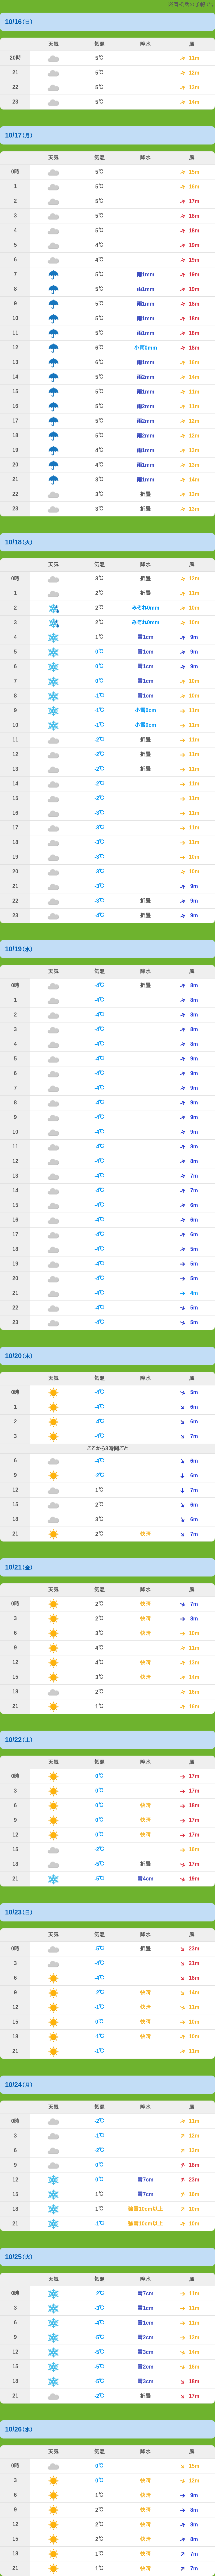 10/16(日)
天気 気温 降水 風
20時 5℃ 11m
21 5℃ 12m
22 5℃ 13m
23 5℃ 14m
10/17(月)
天気 気温 降水 風
0時 5℃ 15m
1 5℃ 16m
2 5℃ 17m
3 5℃ 18m
4 5℃ 18m
5 4℃ 19m
6 4℃ 19m
7 5℃ 雨1mm 19m
8 5℃ 雨1mm 19m
9 5℃ 雨1mm 18m
10 5℃ 雨1mm 18m
11 5℃ 雨1mm 18m
12 6℃ 小雨0mm 18m
13 6℃ 雨1mm 16m
14 5℃ 雨2mm 14m
15 5℃ 雨1mm 11m
16 5℃ 雨2mm 11m
17 5℃ 雨2mm 12m
18 5℃ 雨2mm 12m
19 4℃ 雨1mm 13m
20 4℃ 雨1mm 13m
21 3℃ 雨1mm 14m
22 3℃ 折曇 13m
23 3℃ 折曇 13m
10/18(火)
天気 気温 降水 風
0時 3℃ 折曇 12m
1 2℃ 折曇 11m
2 2℃ みぞれ0mm 10m
3 2℃ みぞれ0mm 10m
4 1℃ 雪1cm 9m
5 0℃ 雪1cm 9m
6 0℃ 雪1cm 9m
7 0℃ 雪1cm 10m
8 -1℃ 雪1cm 10m
9 -1℃ 小雪0cm 11m
10 -1℃ 小雪0cm 11m
11 -2℃ 折曇 11m
12 -2℃ 折曇 11m
13 -2℃ 折曇 11m
14 -2℃ 11m
15 -2℃ 11m
16 -3℃ 11m
17 -3℃ 11m
18 -3℃ 11m
19 -3℃ 10m
20 -3℃ 10m
21 -3℃ 9m
22 -3℃ 折曇 9m
23 -4℃ 折曇 9m
10/19(水)
天気 気温 降水 風
0時 -4℃ 折曇 8m
1 -4℃ 8m
2 -4℃ 8m
3 -4℃ 8m
4 -4℃ 8m
5 -4℃ 9m
6 -4℃ 9m
7 -4℃ 9m
8 -4℃ 9m
9 -4℃ 9m
10 -4℃ 9m
11 -4℃ 8m
12 -4℃ 8m
13 -4℃ 7m
14 -4℃ 7m
15 -4℃ 6m
16 -4℃ 6m
17 -4℃ 6m
18 -4℃ 5m
19 -4℃ 5m
20 -4℃ 5m
21 -4℃ 4m
22 -4℃ 5m
23 -4℃ 5m
10/20(木)
天気 気温 降水 風
0時 -4℃ 5m
1 -4℃ 6m
2 -4℃ 6m
3 -4℃ 7m
ここから3時間ごと
6 -4℃ 6m
9 -2℃ 6m
12 1℃ 7m
15 2℃ 6m
18 3℃ 6m
21 2℃ 快晴 7m
10/21(金)
天気 気温 降水 風
0時 2℃ 快晴 7m
3 2℃ 快晴 8m
6 3℃ 快晴 10m
9 4℃ 11m
12 4℃ 快晴 13m
15 3℃ 快晴 14m
18 2℃ 16m
21 1℃ 16m
10/22(土)
天気 気温 降水 風
0時 0℃ 17m
3 0℃ 17m
6 0℃ 快晴 18m
9 0℃ 快晴 17m
12 0℃ 快晴 17m
15 -2℃ 16m
18 -5℃ 折曇 17m
21 -5℃ 雪4cm 19m
10/23(日)
天気 気温 降水 風
0時 -5℃ 折曇 23m
3 -4℃ 21m
6 -4℃ 18m
9 -2℃ 快晴 14m
12 -1℃ 快晴 11m
15 0℃ 快晴 10m
18 -1℃ 快晴 10m
21 -1℃ 11m
10/24(月)
天気 気温 降水 風
0時 -2℃ 11m
3 -1℃ 12m
6 -2℃ 13m
9 0℃ 18m
12 0℃ 雪7cm 23m
15 1℃ 雪7cm 16m
18 1℃ 強雪10cm以上 10m
21 -1℃ 強雪10cm以上 10m
10/25(火)
天気 気温 降水 風
0時 -2℃ 雪7cm 11m
3 -3℃ 雪1cm 11m
6 -4℃ 雪1cm 11m
9 -5℃ 雪2cm 12m
12 -5℃ 雪3cm 14m
15 -5℃ 雪2cm 16m
18 -5℃ 雪3cm 18m
21 -2℃ 折曇 17m
10/26(水)
天気 気温 降水 風
0時 0℃ 15m
3 0℃ 快晴 12m
6 1℃ 快晴 9m
9 2℃ 快晴 8m
12 2℃ 快晴 8m
15 2℃ 快晴 8m
18 1℃ 快晴 7m
21 1℃ 快晴 7m